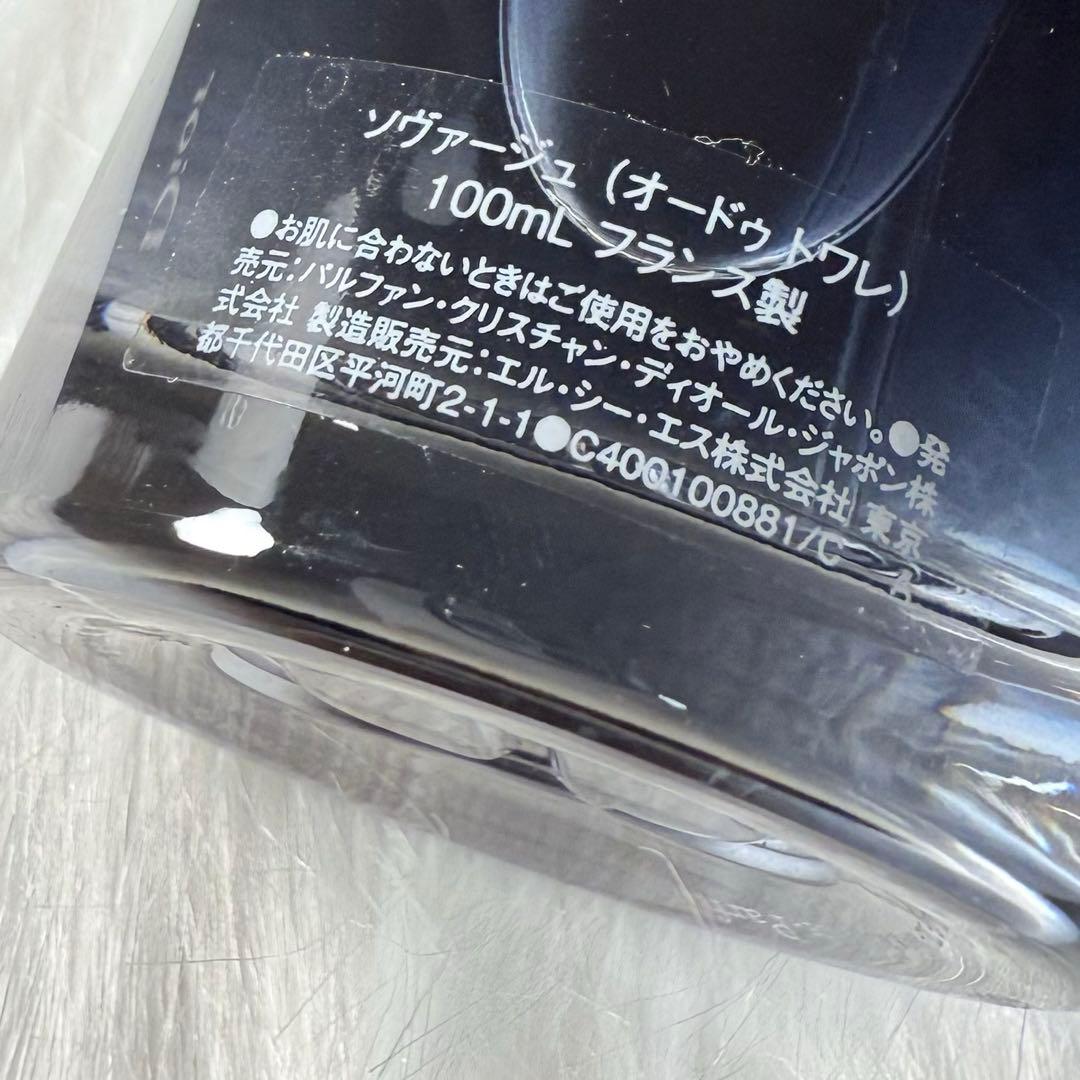 ソヴァージュ (オードゥトワレ)
100mL フランス製
●お肌に合わないときはご使用をおやめください。●発
売元:パルファン・クリスチャン・ディオール・ジャポン株
式会社 製造販売元:エル・シー・エス株式会社 東京
都千代田区平河町2-1-1●C40Q100881/C A